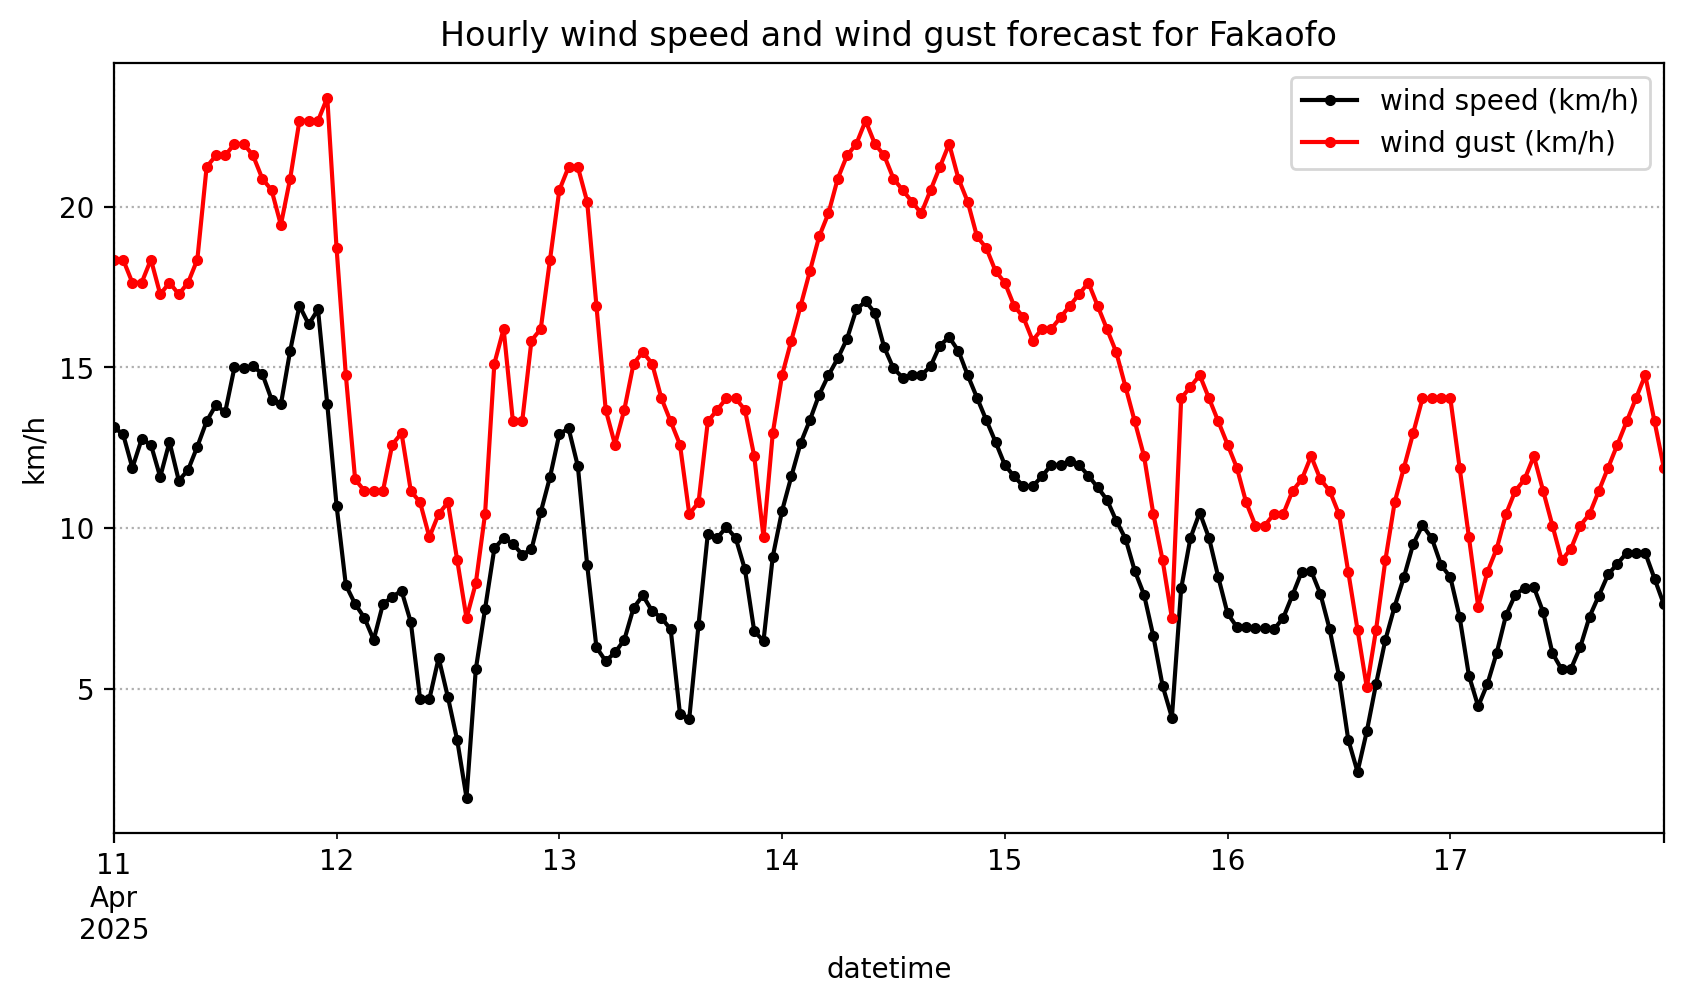 Hourly wind speed and wind gust forecast for Fakaofo
wind speed (km/h)
wind gust (km/h)
km/h
20
15
10
5
11
Apr
2025
12
13
14
15
16
17
datetime